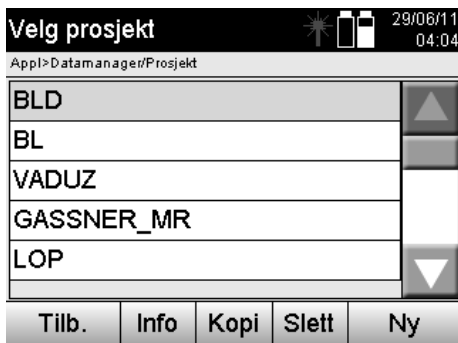 Velg prosjekt
29/06/11
04:04
Appl>Datamanager/Prosjekt
BLD
BL
VADUZ
GASSNER_MR
LOP
Tilb. Info Kopi Slett Ny